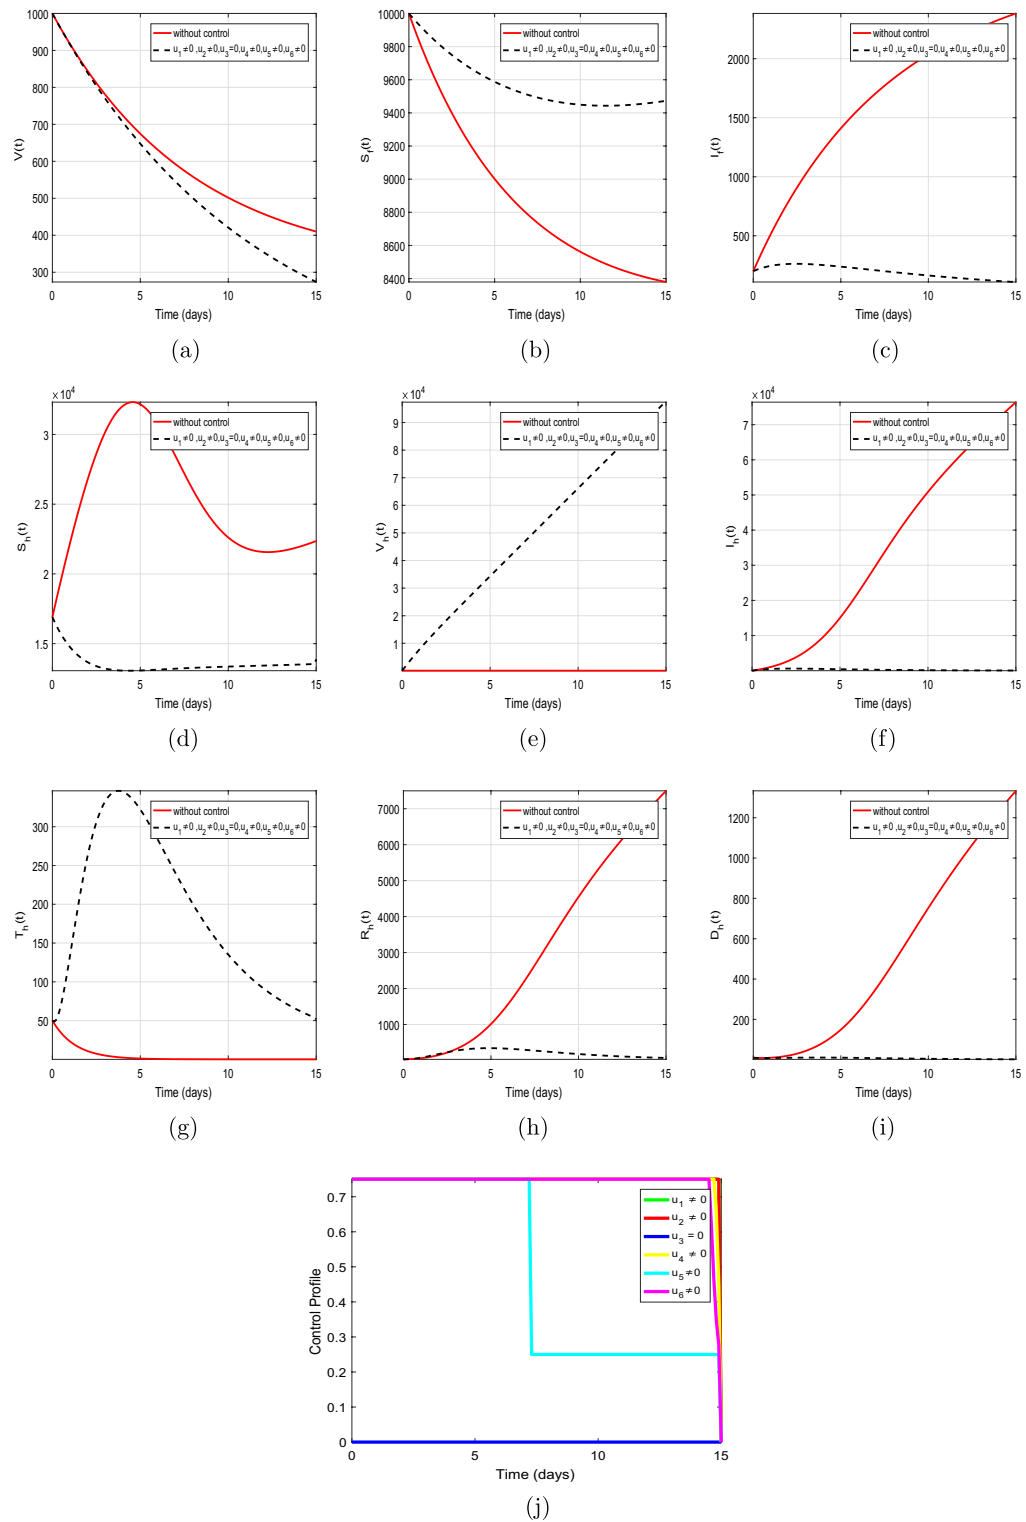 1000
900
800
700
600
500
400
300
0
5
10
15
V(t)
Time (days)
without control
u₁≠0 ,u₂≠0,u₃=0,u₄≠0,u₅≠0,u₆≠0
(a)
10000
9800
9600
9400
9200
9000
8800
8600
8400
0
5
10
15
S_f(t)
Time (days)
without control
u₁≠0 ,u₂≠0,u₃=0,u₄≠0,u₅≠0,u₆≠0
(b)
2000
1500
1000
500
0
5
10
15
I_f(t)
Time (days)
without control
u₁≠0 ,u₂≠0,u₃=0,u₄≠0,u₅≠0,u₆≠0
(c)
×10⁴
3
2.5
2
1.5
0
5
10
15
S_h(t)
Time (days)
without control
u₁≠0 ,u₂≠0,u₃=0,u₄≠0,u₅≠0,u₆≠0
(d)
×10⁴
9
8
7
6
5
4
3
2
1
0
5
10
15
V_h(t)
Time (days)
without control
u₁≠0 ,u₂≠0,u₃=0,u₄≠0,u₅≠0,u₆≠0
(e)
×10⁴
7
6
5
4
3
2
1
0
5
10
15
I_h(t)
Time (days)
without control
u₁≠0 ,u₂≠0,u₃=0,u₄≠0,u₅≠0,u₆≠0
(f)
300
250
200
150
100
50
0
5
10
15
T_h(t)
Time (days)
without control
u₁≠0 ,u₂≠0,u₃=0,u₄≠0,u₅≠0,u₆≠0
(g)
7000
6000
5000
4000
3000
2000
1000
0
5
10
15
R_h(t)
Time (days)
without control
u₁≠0 ,u₂≠0,u₃=0,u₄≠0,u₅≠0,u₆≠0
(h)
1200
1000
800
600
400
200
0
5
10
15
D_h(t)
Time (days)
without control
u₁≠0 ,u₂≠0,u₃=0,u₄≠0,u₅≠0,u₆≠0
(i)
0.7
0.6
0.5
0.4
0.3
0.2
0.1
0
0
5
10
15
Control Profile
Time (days)
u₁ ≠ 0
u₂ ≠ 0
u₃ = 0
u₄ ≠ 0
u₅≠0
u₆≠0
(j)